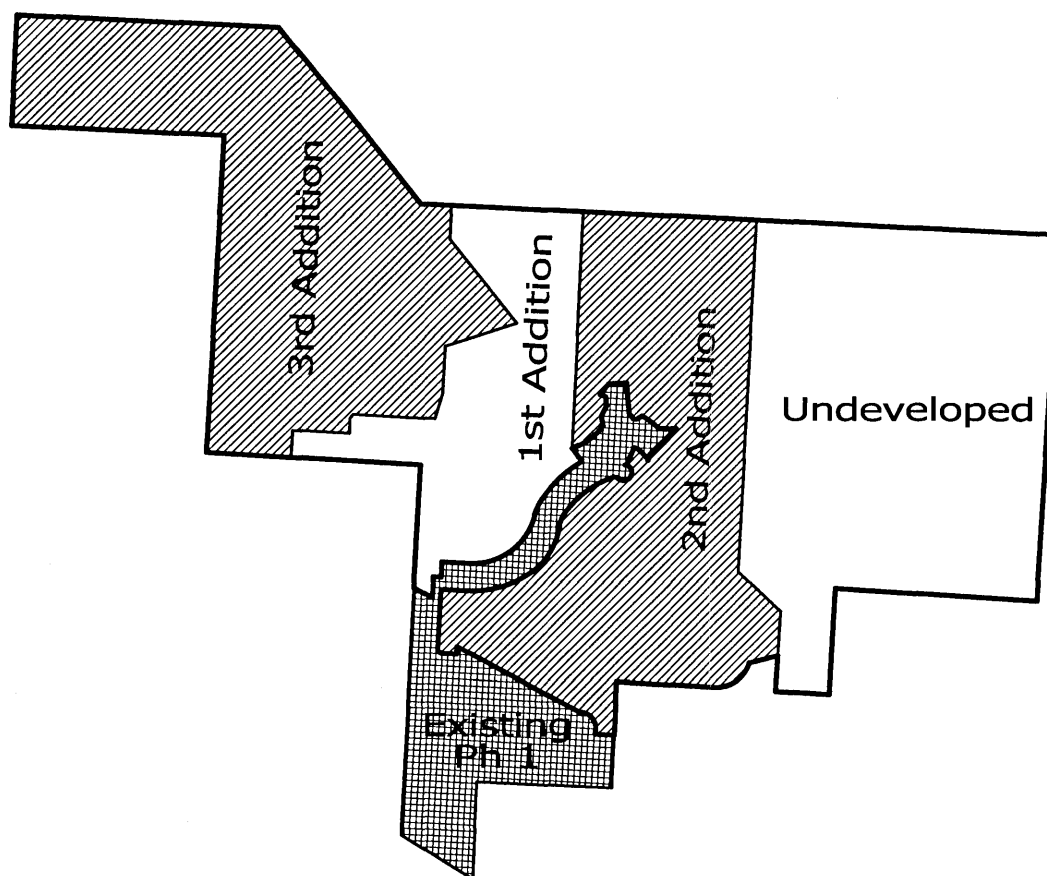 3rd Addition
1st Addition
2nd Addition
Undeveloped
Existing
Ph 1